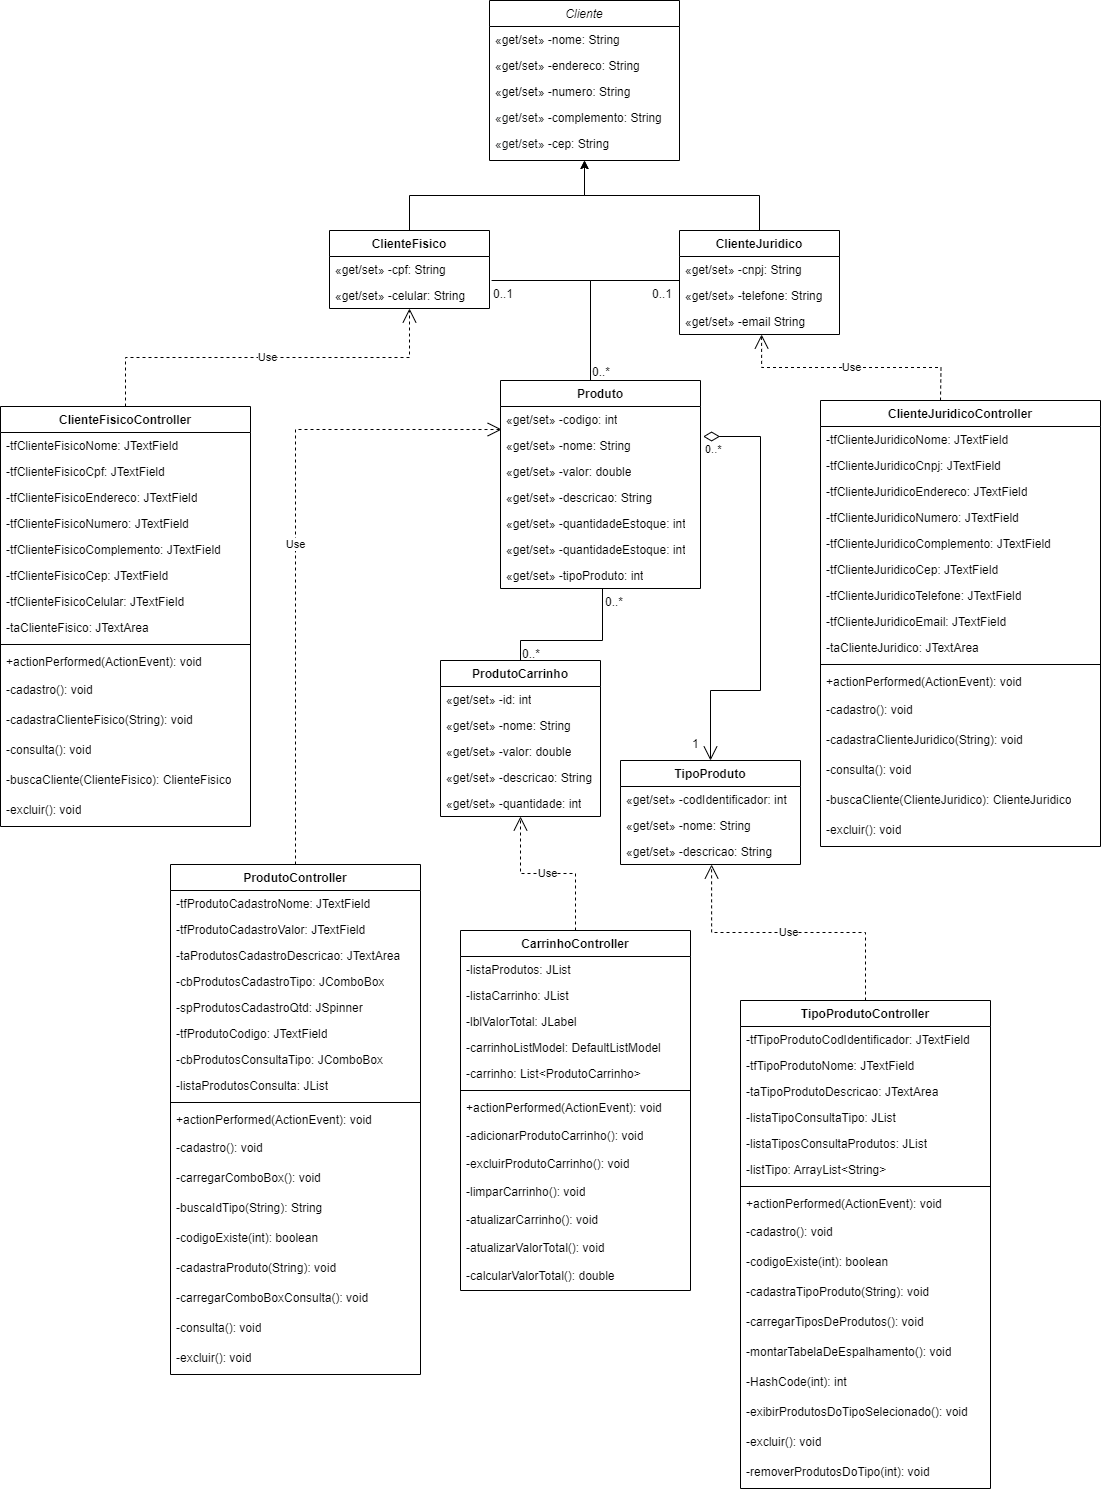 Cliente
«get/set» -nome: String
«get/set» -endereco: String
«get/set» -numero: String
«get/set» -complemento: String
«get/set» -cep: String
ClienteFisico
«get/set» -cpf: String
«get/set» -celular: String
ClienteJuridico
«get/set» -cnpj: String
«get/set» -telefone: String
«get/set» -email String
0..1
0..1
0..*
Use
Use
ClienteFisicoController
-tfClienteFisicoNome: JTextField
-tfClienteFisicoCpf: JTextField
-tfClienteFisicoEndereco: JTextField
-tfClienteFisicoNumero: JTextField
-tfClienteFisicoComplemento: JTextField
-tfClienteFisicoCep: JTextField
-tfClienteFisicoCelular: JTextField
-taClienteFisico: JTextArea
+actionPerformed(ActionEvent): void
-cadastro(): void
-cadastraClienteFisico(String): void
-consulta(): void
-buscaCliente(ClienteFisico): ClienteFisico
-excluir(): void
Use
Produto
«get/set» -codigo: int
«get/set» -nome: String
«get/set» -valor: double
«get/set» -descricao: String
«get/set» -quantidadeEstoque: int
«get/set» -quantidadeEstoque: int
«get/set» -tipoProduto: int
0..*
0..*
0..*
1
ClienteJuridicoController
-tfClienteJuridicoNome: JTextField
-tfClienteJuridicoCnpj: JTextField
-tfClienteJuridicoEndereco: JTextField
-tfClienteJuridicoNumero: JTextField
-tfClienteJuridicoComplemento: JTextField
-tfClienteJuridicoCep: JTextField
-tfClienteJuridicoTelefone: JTextField
-tfClienteJuridicoEmail: JTextField
-taClienteJuridico: JTextArea
+actionPerformed(ActionEvent): void
-cadastro(): void
-cadastraClienteJuridico(String): void
-consulta(): void
-buscaCliente(ClienteJuridico): ClienteJuridico
-excluir(): void
ProdutoCarrinho
«get/set» -id: int
«get/set» -nome: String
«get/set» -valor: double
«get/set» -descricao: String
«get/set» -quantidade: int
TipoProduto
«get/set» -codIdentificador: int
«get/set» -nome: String
«get/set» -descricao: String
Use
Use
ProdutoController
-tfProdutoCadastroNome: JTextField
-tfProdutoCadastroValor: JTextField
-taProdutosCadastroDescricao: JTextArea
-cbProdutosCadastroTipo: JComboBox
-spProdutosCadastroQtd: JSpinner
-tfProdutoCodigo: JTextField
-cbProdutosConsultaTipo: JComboBox
-listaProdutosConsulta: JList
+actionPerformed(ActionEvent): void
-cadastro(): void
-carregarComboBox(): void
-buscaIdTipo(String): String
-codigoExiste(int): boolean
-cadastraProduto(String): void
-carregarComboBoxConsulta(): void
-consulta(): void
-excluir(): void
CarrinhoController
-listaProdutos: JList
-listaCarrinho: JList
-lblValorTotal: JLabel
-carrinhoListModel: DefaultListModel
-carrinho: List<ProdutoCarrinho>
+actionPerformed(ActionEvent): void
-adicionarProdutoCarrinho(): void
-excluirProdutoCarrinho(): void
-limparCarrinho(): void
-atualizarCarrinho(): void
-atualizarValorTotal(): void
-calcularValorTotal(): double
TipoProdutoController
-tfTipoProdutoCodIdentificador: JTextField
-tfTipoProdutoNome: JTextField
-taTipoProdutoDescricao: JTextArea
-listaTipoConsultaTipo: JList
-listaTiposConsultaProdutos: JList
-listTipo: ArrayList<String>
+actionPerformed(ActionEvent): void
-cadastro(): void
-codigoExiste(int): boolean
-cadastraTipoProduto(String): void
-carregarTiposDeProdutos(): void
-montarTabelaDeEspalhamento(): void
-HashCode(int): int
-exibirProdutosDoTipoSelecionado(): void
-excluir(): void
-removerProdutosDoTipo(int): void